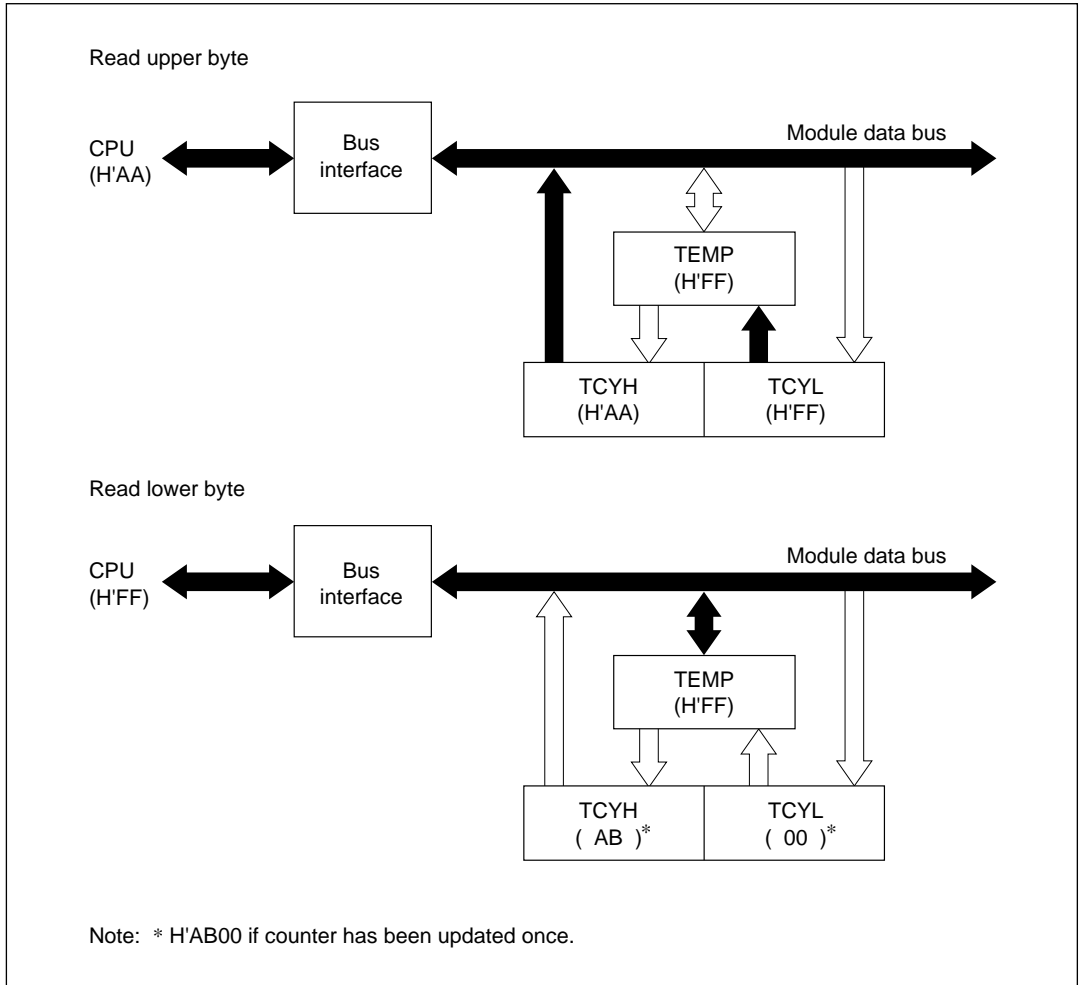 Read upper byte
CPU
(H'AA)
Bus
interface
Module data bus
TEMP
(H'FF)
TCYH
(H'AA)
TCYL
(H'FF)
Read lower byte
CPU
(H'FF)
Bus
interface
Module data bus
TEMP
(H'FF)
TCYH
( AB )*
TCYL
( 00 )*
Note: * H'AB00 if counter has been updated once.